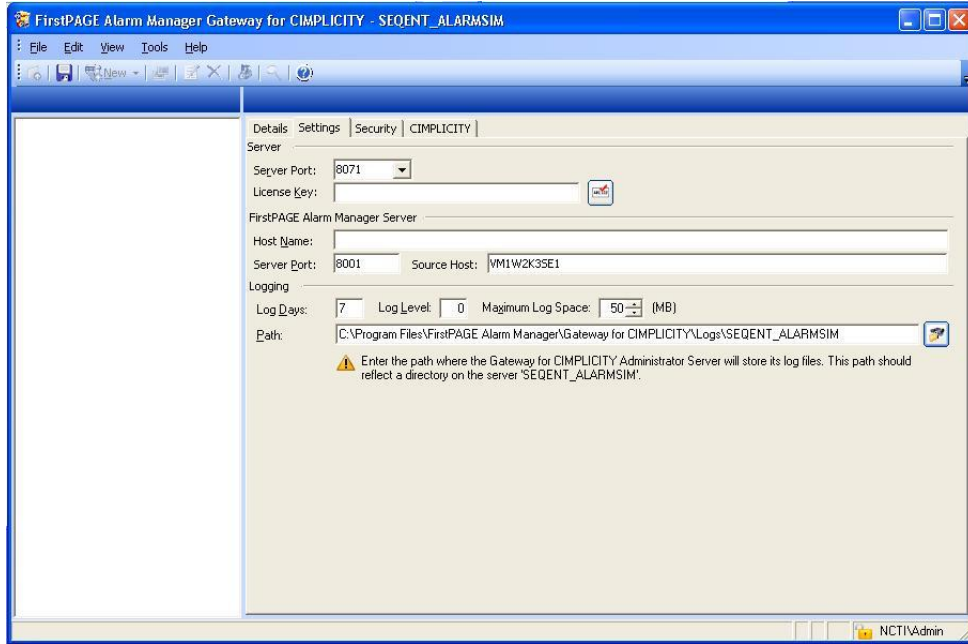 FirstPAGE Alarm Manager Gateway for CIMPLICITY - SEQENT_ALARMSIM
File Edit View Tools Help
New
Details Settings Security CIMPLICITY
Server
Server Port: 8071
License Key:
FirstPAGE Alarm Manager Server
Host Name:
Server Port: 8001 Source Host: VM1W2K3SE1
Logging
Log Days: 7 Log Level: 0 Maximum Log Space: 50 (MB)
Path: C:\Program Files\FirstPAGE Alarm Manager\Gateway for CIMPLICITY\Logs\SEQENT_ALARMSIM
Enter the path where the Gateway for CIMPLICITY Administrator Server will store its log files. This path should
reflect a directory on the server 'SEQENT_ALARMSIM'.
NCTI\Admin